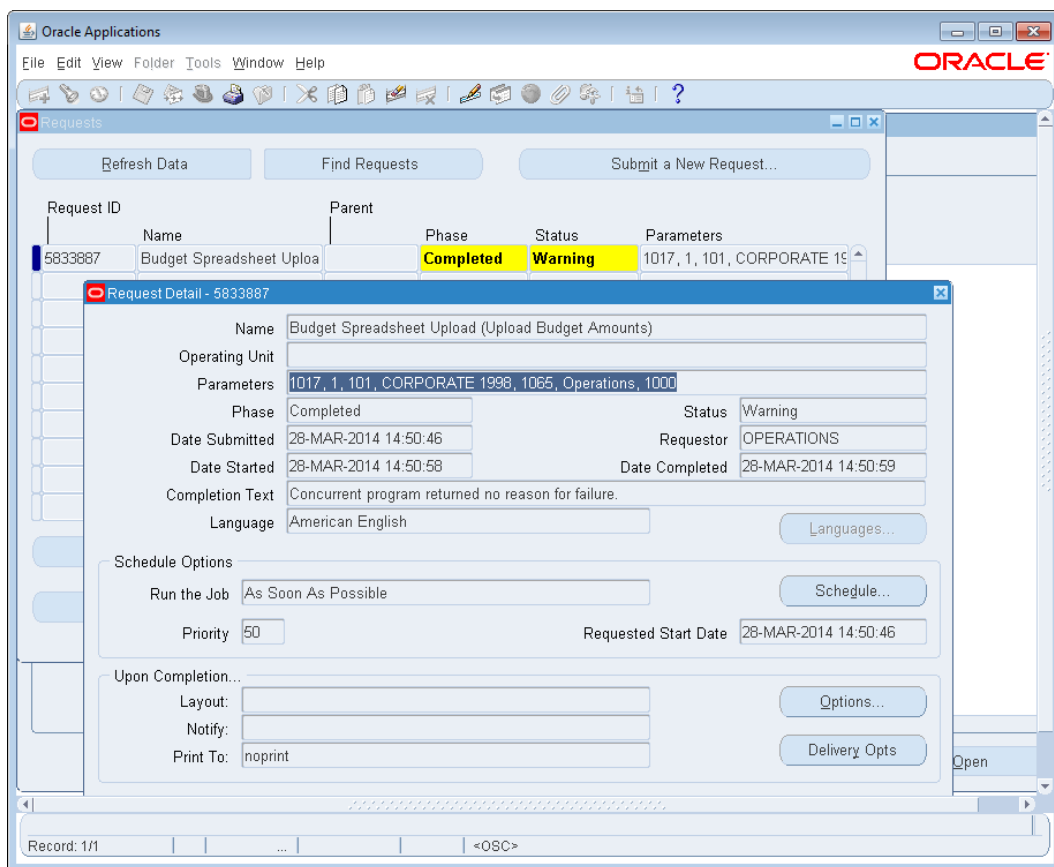 Oracle Applications
File Edit View Folder Tools Window Help
ORACLE
Requests
Refresh Data Find Requests Submit a New Request...
Request ID Parent
Name Phase Status Parameters
5833887 Budget Spreadsheet Uploa Completed Warning 1017, 1, 101, CORPORATE 19
Request Detail - 5833887
Name Budget Spreadsheet Upload (Upload Budget Amounts)
Operating Unit
Parameters 1017, 1, 101, CORPORATE 1998, 1065, Operations, 1000
Phase Completed Status Warning
Date Submitted 28-MAR-2014 14:50:46 Requestor OPERATIONS
Date Started 28-MAR-2014 14:50:58 Date Completed 28-MAR-2014 14:50:59
Completion Text Concurrent program returned no reason for failure.
Language American English Languages...
Schedule Options
Run the Job As Soon As Possible Schedule...
Priority 50 Requested Start Date 28-MAR-2014 14:50:46
Upon Completion...
Layout: Options...
Notify:
Print To: noprint Delivery Opts
Open
Record: 1/1 ... <OSC>